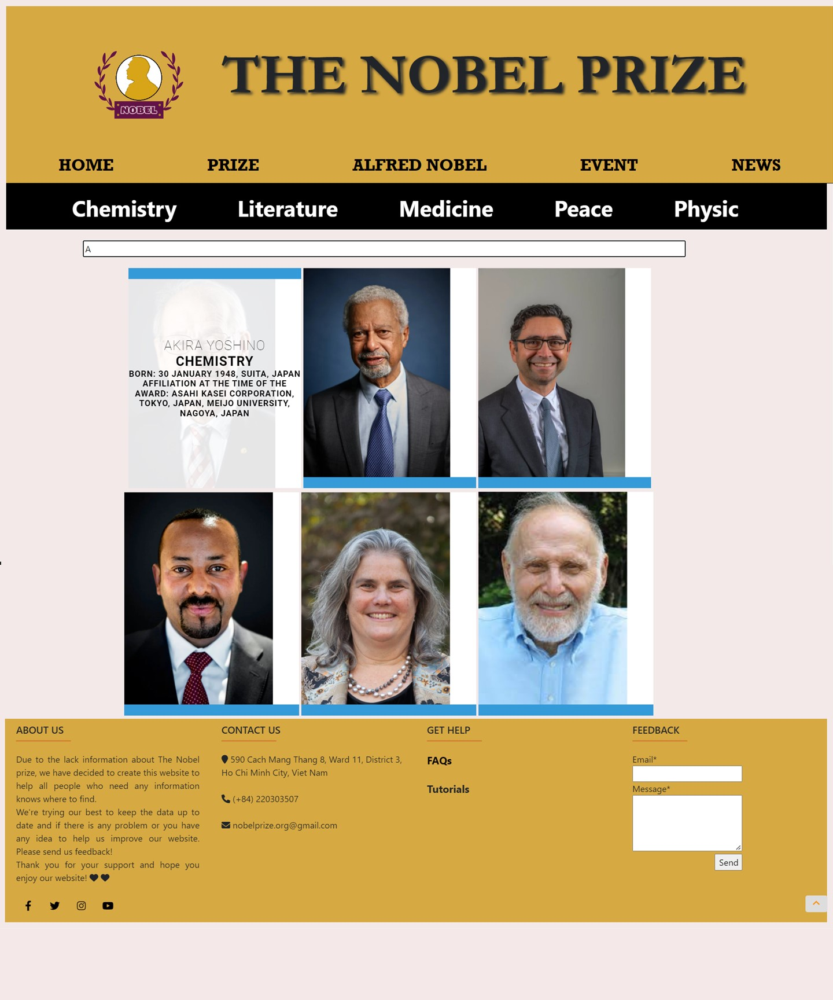 NOBEL
THE NOBEL PRIZE
HOME PRIZE ALFRED NOBEL EVENT NEWS
Chemistry Literature Medicine Peace Physic
A
AKIRA YOSHINO
CHEMISTRY
BORN: 30 JANUARY 1948, SUITA, JAPAN
AFFILIATION AT THE TIME OF THE
AWARD: ASAHI KASEI CORPORATION,
TOKYO, JAPAN, MEIJO UNIVERSITY,
NAGOYA, JAPAN
ABOUT US
Due to the lack information about The Nobel
prize, we have decided to create this website to
help all people who need any information
knows where to find.
We're trying our best to keep the data up to
date and if there is any problem or you have
any idea to help us improve our website.
Please send us feedback!
Thank you for your support and hope you
enjoy our website!
CONTACT US
590 Cach Mang Thang 8, Ward 11, District 3,
Ho Chi Minh City, Viet Nam
(+84) 220303507
nobelprize.org@gmail.com
GET HELP
FAQs
Tutorials
FEEDBACK
Email*
Message*
Send